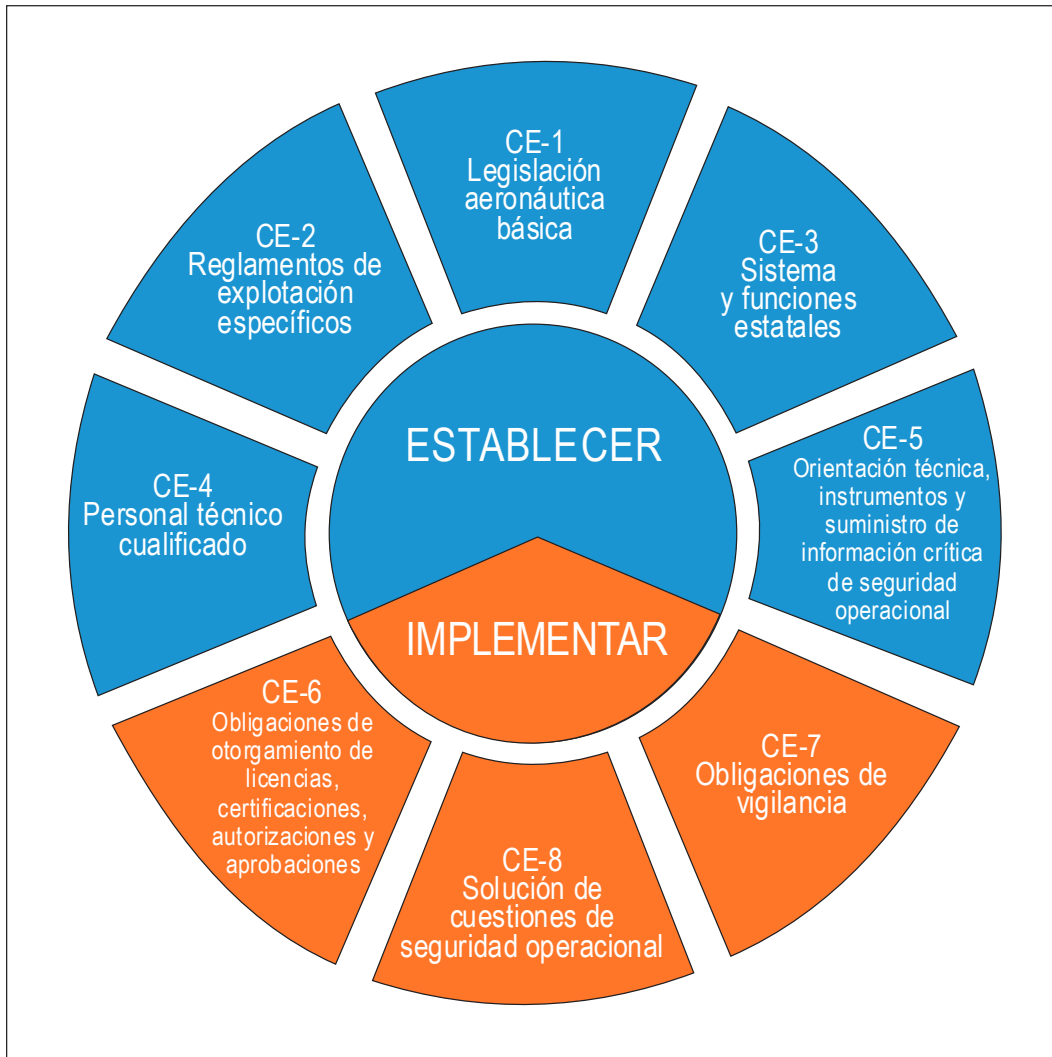 CE-1
Legislación
aeronáutica
básica
CE-2
Reglamentos de
explotación
específicos
CE-3
Sistema
y funciones
estatales
CE-4
Personal técnico
cualificado
ESTABLECER
CE-5
Orientación técnica,
instrumentos y
suministro de
información crítica
de seguridad
operacional
IMPLEMENTAR
CE-6
Obligaciones de
otorgamiento de
licencias,
certificaciones,
autorizaciones y
aprobaciones
CE-7
Obligaciones de
vigilancia
CE-8
Solución de
cuestiones de
seguridad operacional